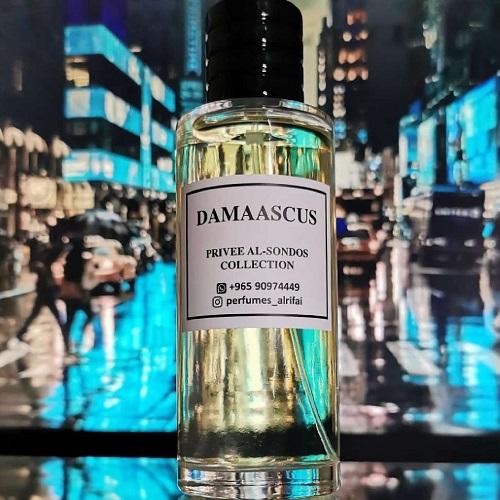 DAMAASCUS
PRIVEE AL-SONDOS
COLLECTION
+965 90974449
perfumes_alrifai